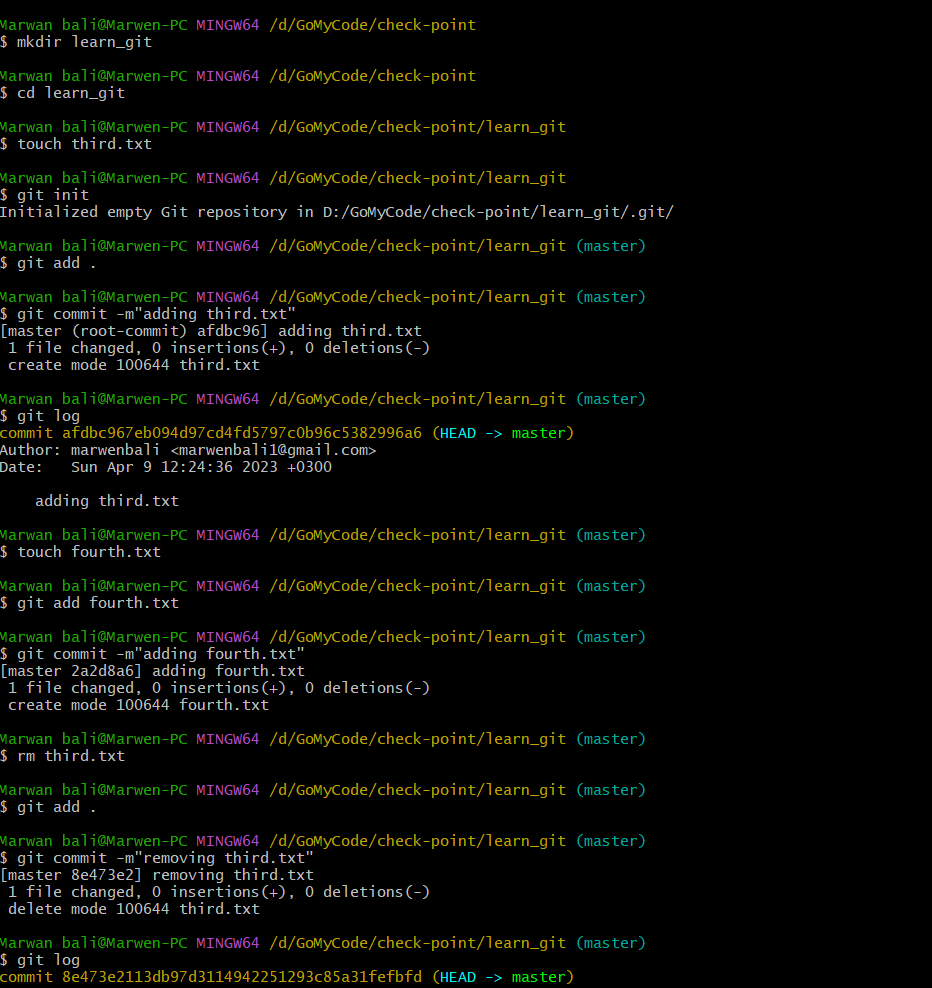 Marwan bali@Marwen-PC MINGW64 /d/GoMyCode/check-point
$ mkdir learn_git
Marwan bali@Marwen-PC MINGW64 /d/GoMyCode/check-point
$ cd learn_git
Marwan bali@Marwen-PC MINGW64 /d/GoMyCode/check-point/learn_git
$ touch third.txt
Marwan bali@Marwen-PC MINGW64 /d/GoMyCode/check-point/learn_git
$ git init
Initialized empty Git repository in D:/GoMyCode/check-point/learn_git/.git/
Marwan bali@Marwen-PC MINGW64 /d/GoMyCode/check-point/learn_git (master)
$ git add .
Marwan bali@Marwen-PC MINGW64 /d/GoMyCode/check-point/learn_git (master)
$ git commit -m"adding third.txt"
[master (root-commit) afdbc96] adding third.txt
 1 file changed, 0 insertions(+), 0 deletions(-)
 create mode 100644 third.txt
Marwan bali@Marwen-PC MINGW64 /d/GoMyCode/check-point/learn_git (master)
$ git log
commit afdbc967eb094d97cd4fd5797c0b96c5382996a6 (HEAD -> master)
Author: marwenbali <marwenbali1@gmail.com>
Date:   Sun Apr 9 12:24:36 2023 +0300
    adding third.txt
Marwan bali@Marwen-PC MINGW64 /d/GoMyCode/check-point/learn_git (master)
$ touch fourth.txt
Marwan bali@Marwen-PC MINGW64 /d/GoMyCode/check-point/learn_git (master)
$ git add fourth.txt
Marwan bali@Marwen-PC MINGW64 /d/GoMyCode/check-point/learn_git (master)
$ git commit -m"adding fourth.txt"
[master 2a2d8a6] adding fourth.txt
 1 file changed, 0 insertions(+), 0 deletions(-)
 create mode 100644 fourth.txt
Marwan bali@Marwen-PC MINGW64 /d/GoMyCode/check-point/learn_git (master)
$ rm third.txt
Marwan bali@Marwen-PC MINGW64 /d/GoMyCode/check-point/learn_git (master)
$ git add .
Marwan bali@Marwen-PC MINGW64 /d/GoMyCode/check-point/learn_git (master)
$ git commit -m"removing third.txt"
[master 8e473e2] removing third.txt
 1 file changed, 0 insertions(+), 0 deletions(-)
 delete mode 100644 third.txt
Marwan bali@Marwen-PC MINGW64 /d/GoMyCode/check-point/learn_git (master)
$ git log
commit 8e473e2113db97d3114942251293c85a31fefbfd (HEAD -> master)